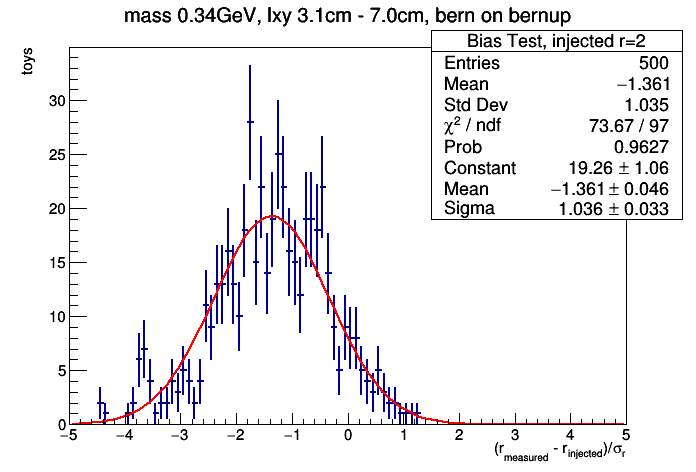 mass 0.34GeV, lxy 3.1cm - 7.0cm, bern on bernup
toys
Bias Test, injected r=2
Entries 500
Mean −1.361
Std Dev 1.035
χ² / ndf 73.67 / 97
Prob 0.9627
Constant 19.26 ± 1.06
Mean −1.361 ± 0.046
Sigma 1.036 ± 0.033
30
25
20
15
10
5
0
−5 −4 −3 −2 −1 0 1 2 3 4 5
(r_measured - r_injected)/σ_r